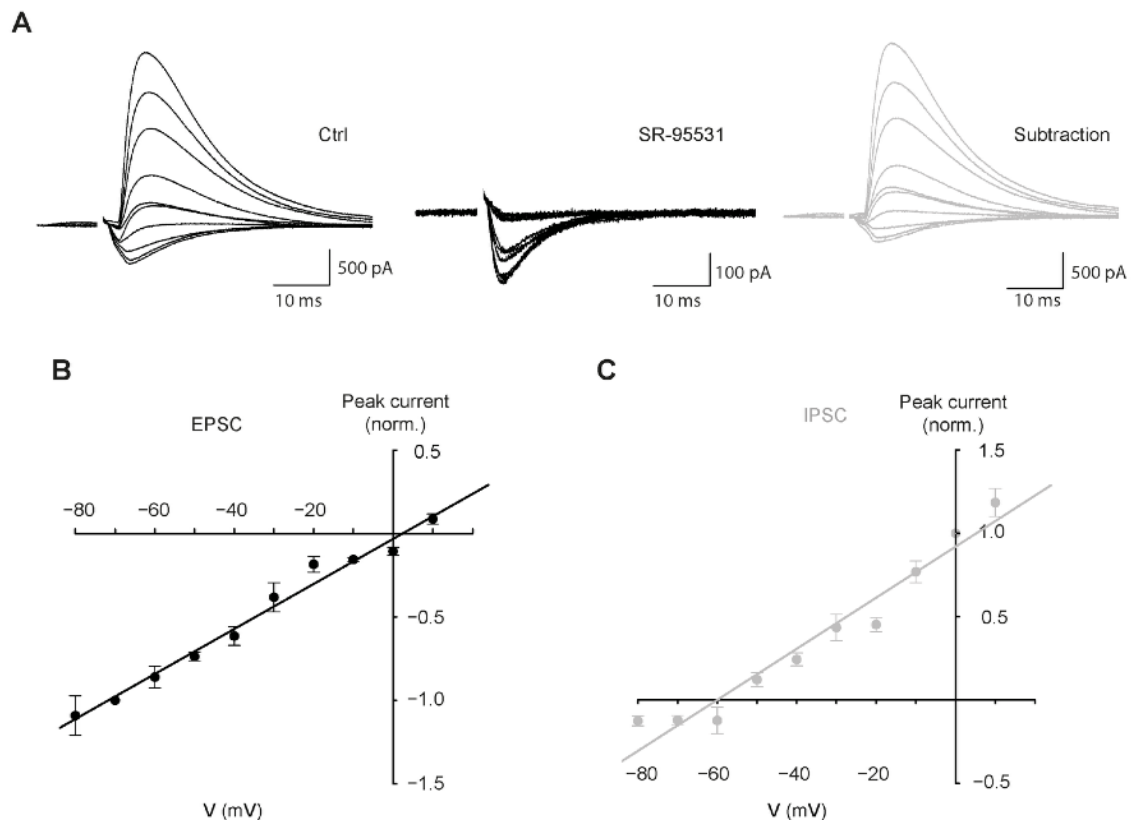 A
Ctrl
SR-95531
Subtraction
500 pA
10 ms
100 pA
10 ms
500 pA
10 ms
B
EPSC
Peak current
(norm.)
0.5
−80
−60
−40
−20
−0.5
−1.0
−1.5
V (mV)
C
IPSC
Peak current
(norm.)
1.5
1.0
0.5
−80
−60
−40
−20
−0.5
V (mV)